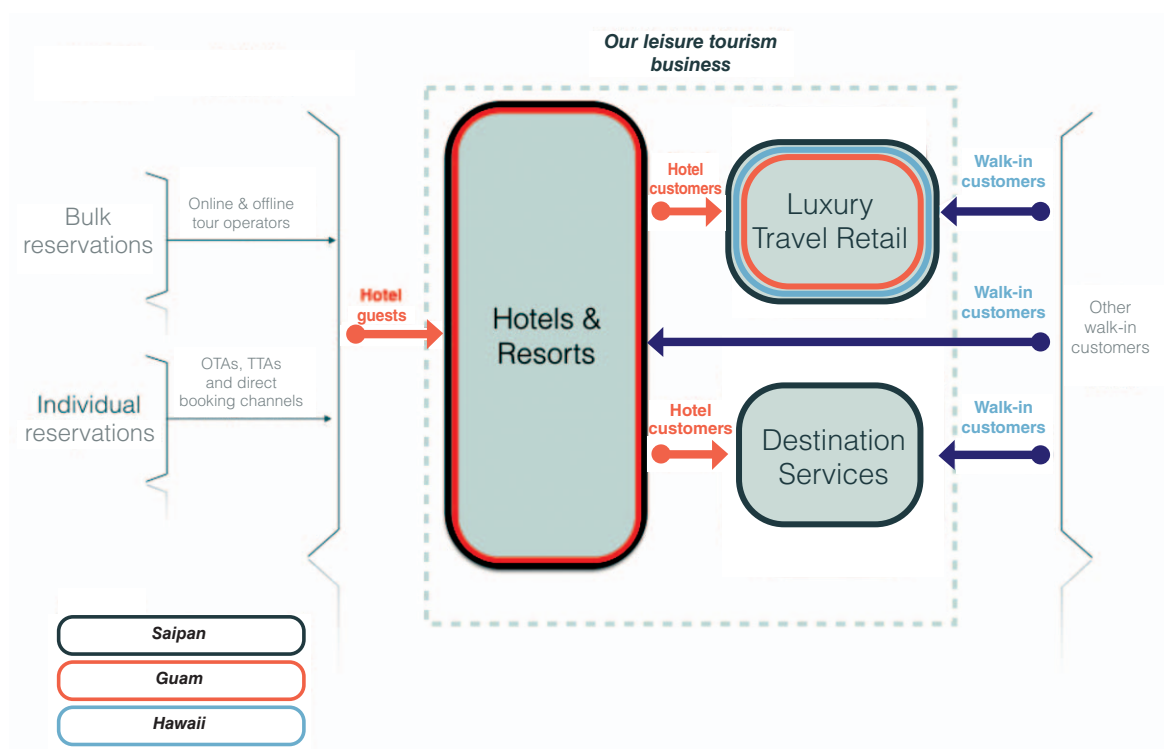 Our leisure tourism
business
Bulk
reservations
Online & offline
tour operators
Individual
reservations
OTAs, TTAs
and direct
booking channels
Hotel
guests
Hotels &
Resorts
Hotel
customers
Luxury
Travel Retail
Walk-in
customers
Walk-in
customers
Hotel
customers
Destination
Services
Walk-in
customers
Other
walk-in
customers
Saipan
Guam
Hawaii